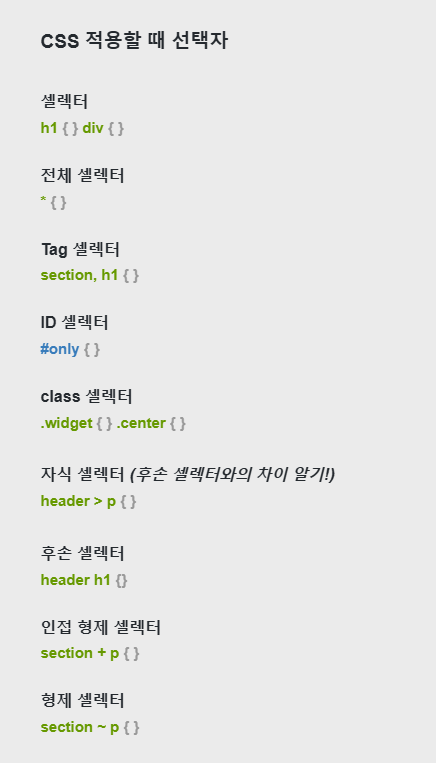 CSS 적용할 때 선택자
셀렉터
h1 { } div { }
전체 셀렉터
* { }
Tag 셀렉터
section, h1 { }
ID 셀렉터
#only { }
class 셀렉터
.widget { } .center { }
자식 셀렉터 (후손 셀렉터와의 차이 알기!)
header > p { }
후손 셀렉터
header h1 {}
인접 형제 셀렉터
section + p { }
형제 셀렉터
section ~ p { }